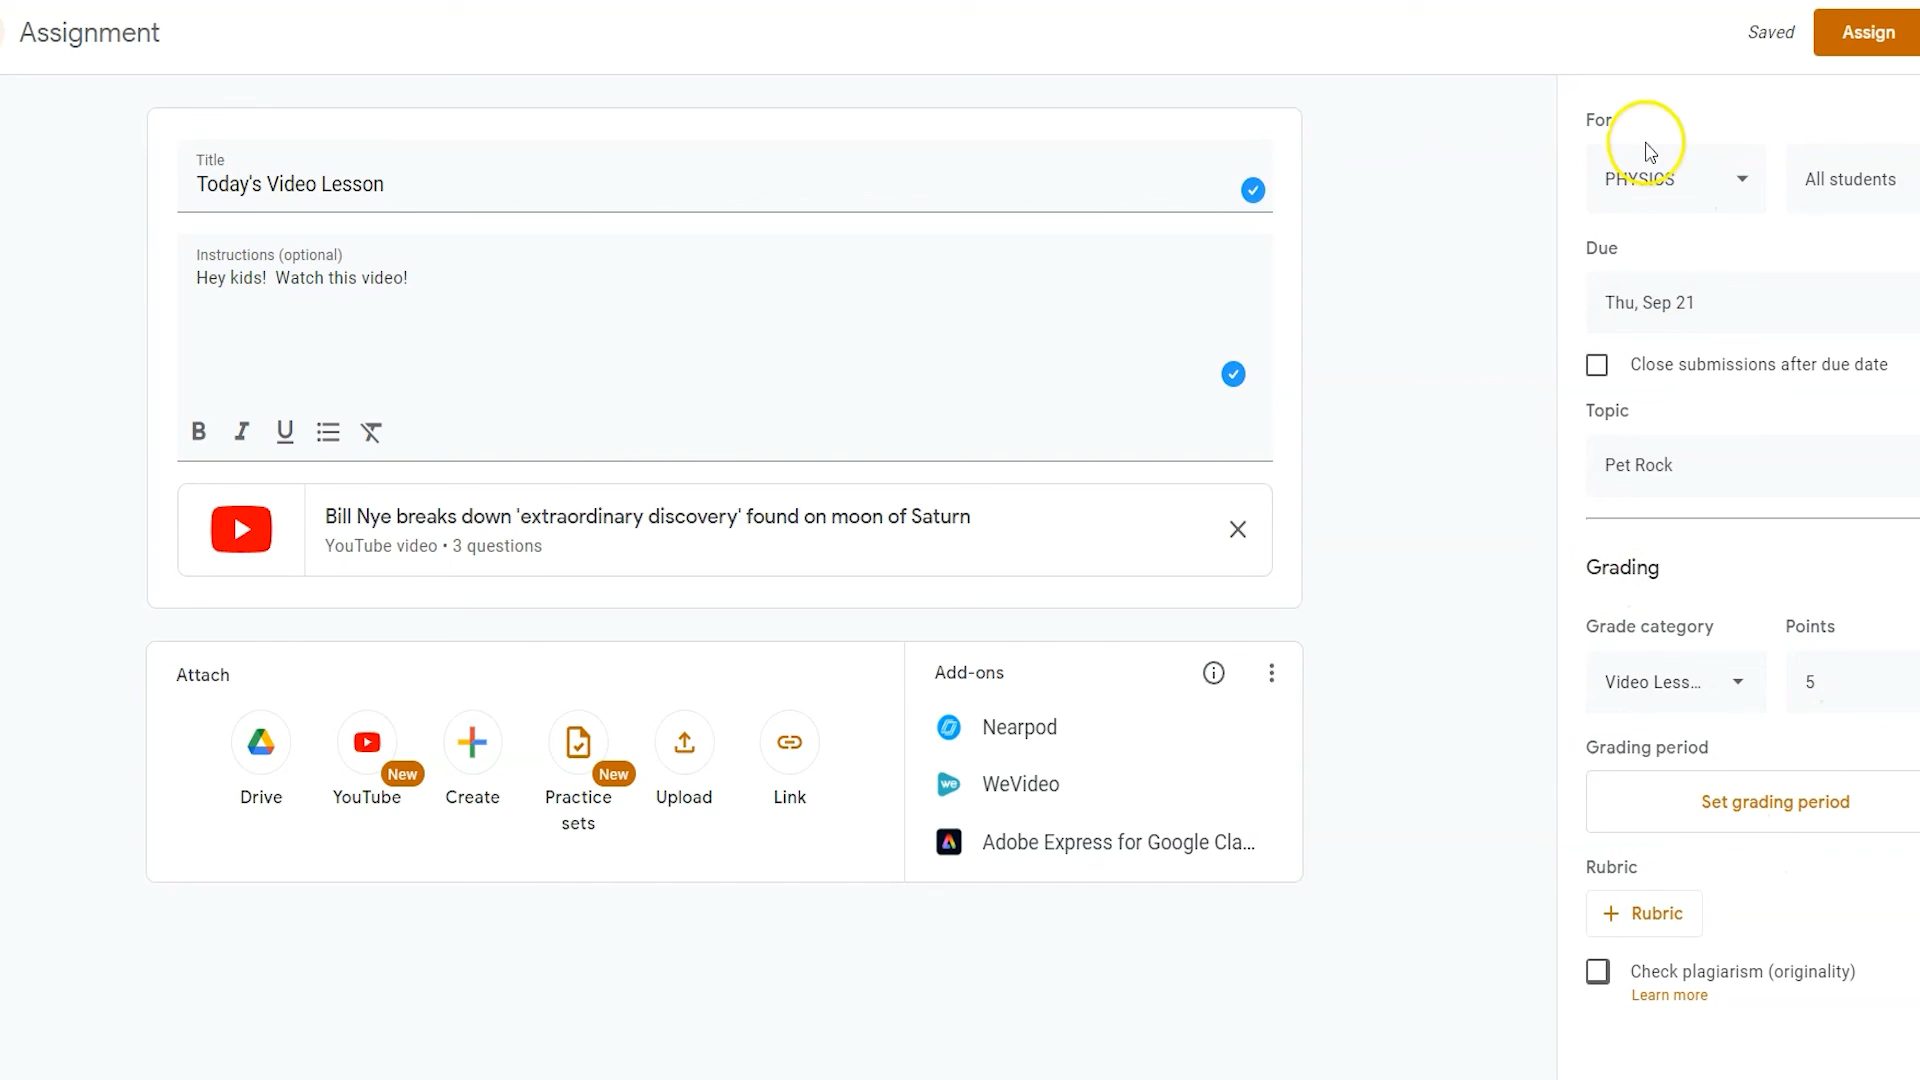 Assignment
Saved
Assign
Title
Today's Video Lesson
Instructions (optional)
Hey kids!  Watch this video!
B I U
Bill Nye breaks down 'extraordinary discovery' found on moon of Saturn
YouTube video • 3 questions
Attach
Drive
New
YouTube
Create
New
Practice
sets
Upload
Link
Add-ons
Nearpod
we
WeVideo
Adobe Express for Google Cla...
For
PHYSICS
All students
Due
Thu, Sep 21
Close submissions after due date
Topic
Pet Rock
Grading
Grade category
Points
Video Less...
5
Grading period
Set grading period
Rubric
+ Rubric
Check plagiarism (originality)
Learn more